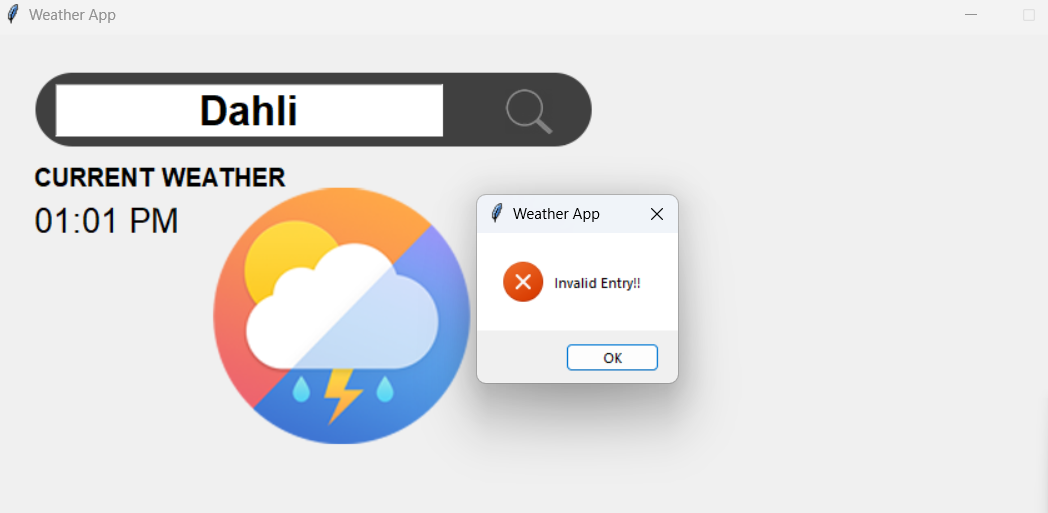 Weather App
Dahli
CURRENT WEATHER
01:01 PM
Weather App
Invalid Entry!!
OK